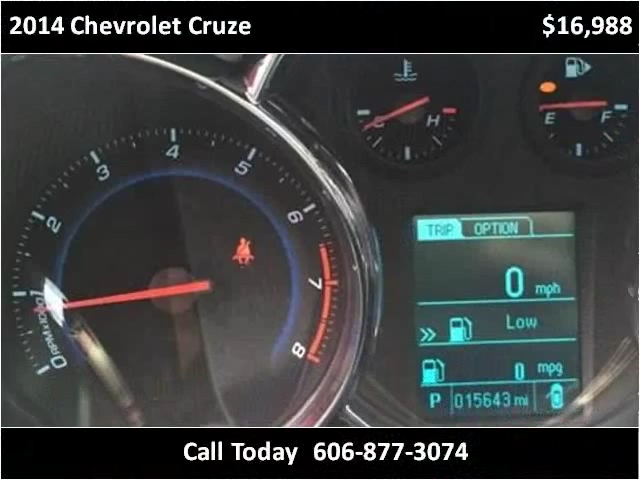 2014 Chevrolet Cruze $16,988
C H
E F
0 1 2 3 4 5 6 7 8
RPMX1000
TRIP OPTION
0 mph
Low
0 mpg
P 015643 mi
Call Today 606-877-3074